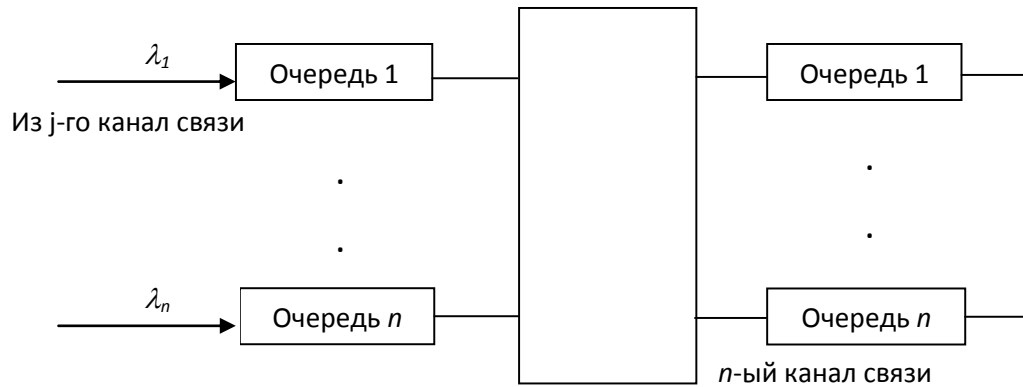 λ1
Очередь 1
Очередь 1
Из j-го канал связи
λn
Очередь n
Очередь n
n-ый канал связи